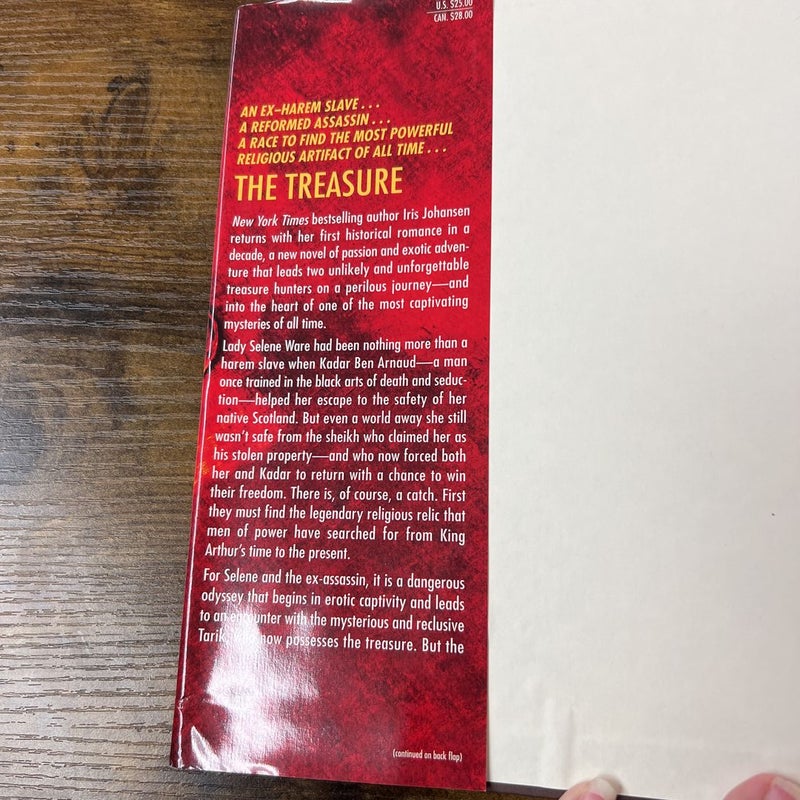 U.S. $25.00
CAN. $28.00
AN EX-HAREM SLAVE . . .
A REFORMED ASSASSIN . . .
A RACE TO FIND THE MOST POWERFUL
RELIGIOUS ARTIFACT OF ALL TIME . . .
THE TREASURE
New York Times bestselling author Iris Johansen
returns with her first historical romance in a
decade, a new novel of passion and exotic adven-
ture that leads two unlikely and unforgettable
treasure hunters on a perilous journey—and
into the heart of one of the most captivating
mysteries of all time.
Lady Selene Ware had been nothing more than a
harem slave when Kadar Ben Arnaud—a man
once trained in the black arts of death and seduc-
tion—helped her escape to the safety of her
native Scotland. But even a world away she still
wasn't safe from the sheikh who claimed her as
his stolen property—and who now forced both
her and Kadar to return with a chance to win
their freedom. There is, of course, a catch. First
they must find the legendary religious relic that
men of power have searched for from King
Arthur's time to the present.
For Selene and the ex-assassin, it is a dangerous
odyssey that begins in erotic captivity and leads
to an encounter with the mysterious and reclusive
Tarik, now possesses the treasure. But the
(continued on back flap)